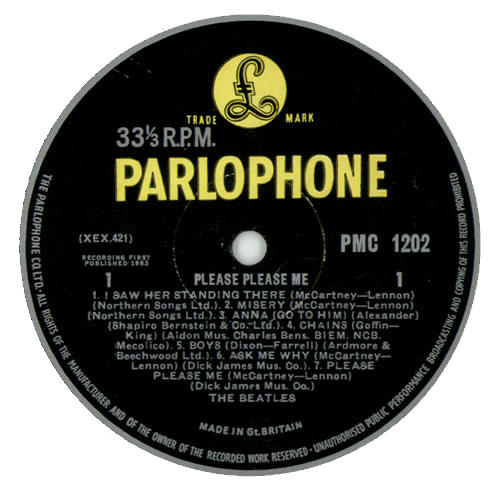 £
TRADE MARK
33⅓ R.P.M.
PARLOPHONE
(XEX.421)
PMC 1202
RECORDING FIRST
PUBLISHED 1963
1 PLEASE PLEASE ME 1
1. I SAW HER STANDING THERE (McCartney—Lennon)
(Northern Songs Ltd.). 2. MISERY (McCartney—Lennon)
(Northern Songs Ltd.). 3. ANNA (GO TO HIM) (Alexander)
(Shapiro Bernstein & Co. Ltd.). 4. CHAINS (Goffin—
King) (Aldon Mus. Charles Bens. BIEM. NCB.
Mecolico). 5. BOYS (Dixon—Farrell) (Ardmore &
Beechwood Ltd.). 6. ASK ME WHY (McCartney—
Lennon) (Dick James Mus. Co.). 7. PLEASE
PLEASE ME (McCartney—Lennon)
(Dick James Mus. Co.)
THE BEATLES
MADE IN Gt. BRITAIN
THE PARLOPHONE CO. LTD · ALL RIGHTS OF THE MANUFACTURER AND OF THE OWNER OF THE RECORDED WORK RESERVED · UNAUTHORISED PUBLIC PERFORMANCE BROADCASTING AND COPYING OF THIS RECORD PROHIBITED